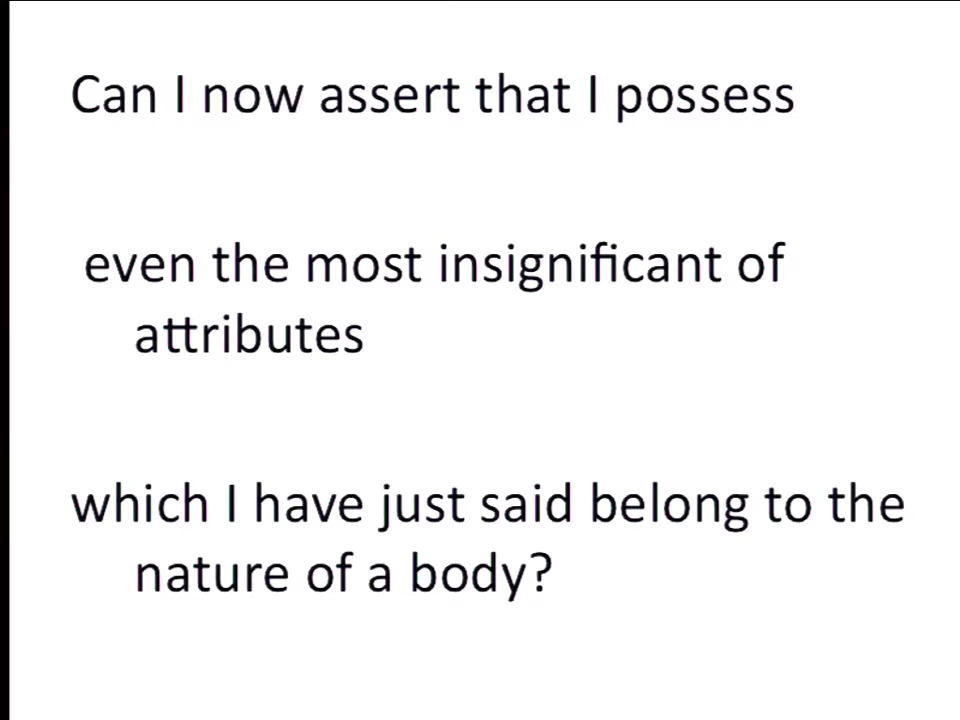 Can I now assert that I possess
even the most insignificant of
attributes
which I have just said belong to the
nature of a body?